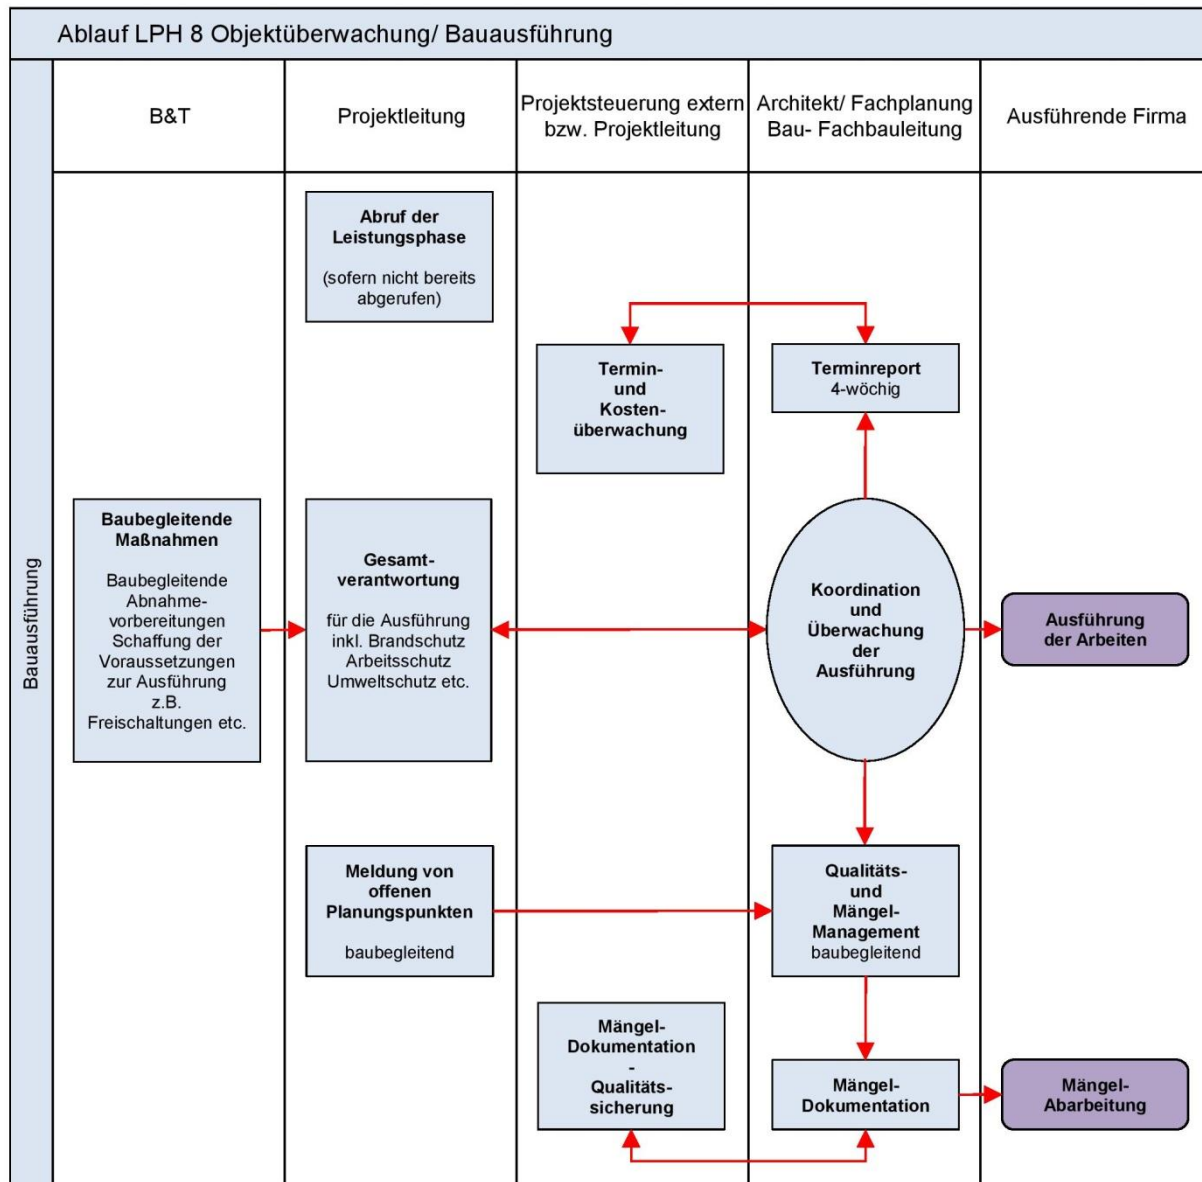 Ablauf LPH 8 Objektüberwachung/ Bauausführung
Bauausführung
B&T
Projektleitung
Projektsteuerung extern
bzw. Projektleitung
Architekt/ Fachplanung
Bau- Fachbauleitung
Ausführende Firma
Abruf der
Leistungsphase
(sofern nicht bereits
abgerufen)
Termin-
und
Kosten-
überwachung
Terminreport
4-wöchig
Baubegleitende
Maßnahmen
Baubegleitende
Abnahme-
vorbereitungen
Schaffung der
Voraussetzungen
zur Ausführung
z.B.
Freischaltungen etc.
Gesamt-
verantwortung
für die Ausführung
inkl. Brandschutz
Arbeitsschutz
Umweltschutz etc.
Koordination
und
Überwachung
der
Ausführung
Ausführung
der Arbeiten
Meldung von
offenen
Planungspunkten
baubegleitend
Qualitäts-
und
Mängel-
Management
baubegleitend
Mängel-
Dokumentation
-
Qualitäts-
sicherung
Mängel-
Dokumentation
Mängel-
Abarbeitung